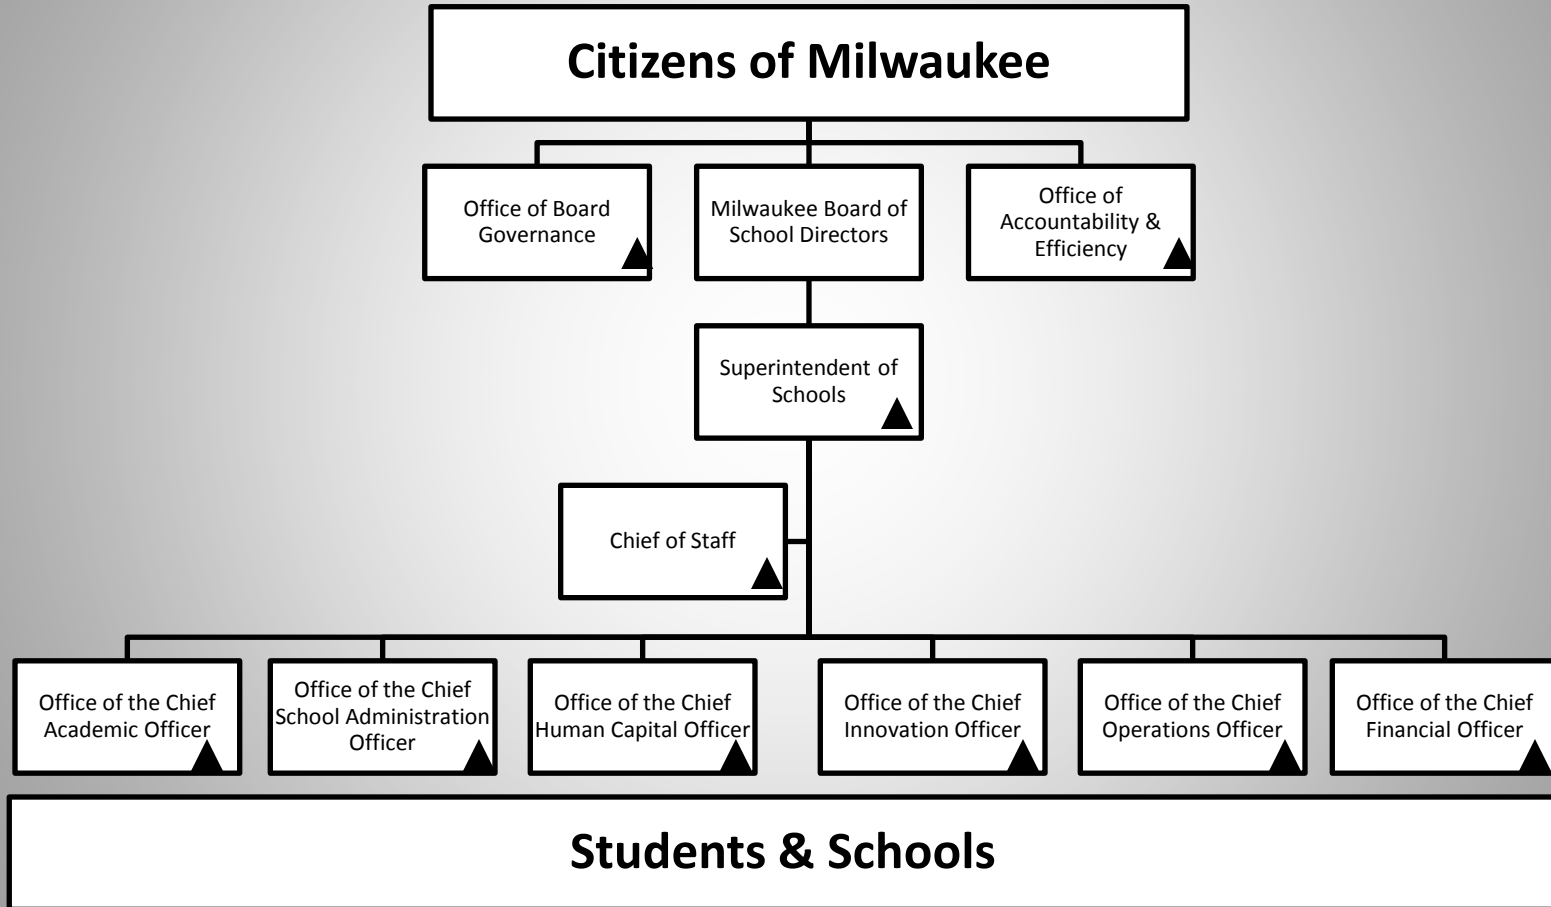 Citizens of Milwaukee
Office of Board
Governance
Milwaukee Board of
School Directors
Office of
Accountability &
Efficiency
Superintendent of
Schools
Chief of Staff
Office of the Chief
Academic Officer
Office of the Chief
School Administration
Officer
Office of the Chief
Human Capital Officer
Office of the Chief
Innovation Officer
Office of the Chief
Operations Officer
Office of the Chief
Financial Officer
Students & Schools